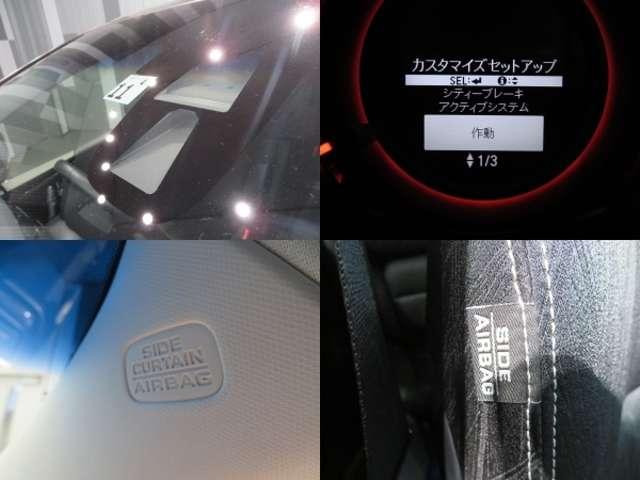 11
カスタマイズセットアップ
SEL:↵ i:
シティーブレーキ
アクティブシステム
作動
1/3
SIDE
CURTAIN
AIRBAG
SIDE
AIRBAG